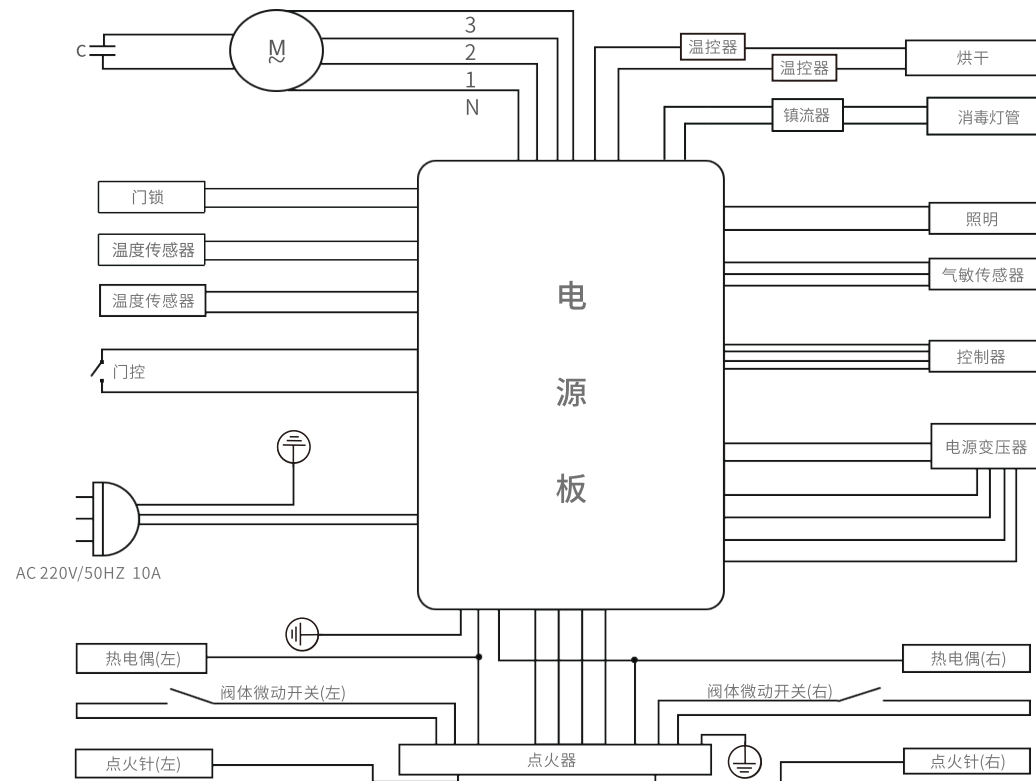 3
C
M
~
2
1
N
温控器
温控器
烘干
镇流器
消毒灯管
门锁
照明
温度传感器
气敏传感器
温度传感器
电
源
板
控制器
门控
电源变压器
AC 220V/50HZ 10A
热电偶(左)
热电偶(右)
阀体微动开关(左)
阀体微动开关(右)
点火针(左)
点火器
点火针(右)